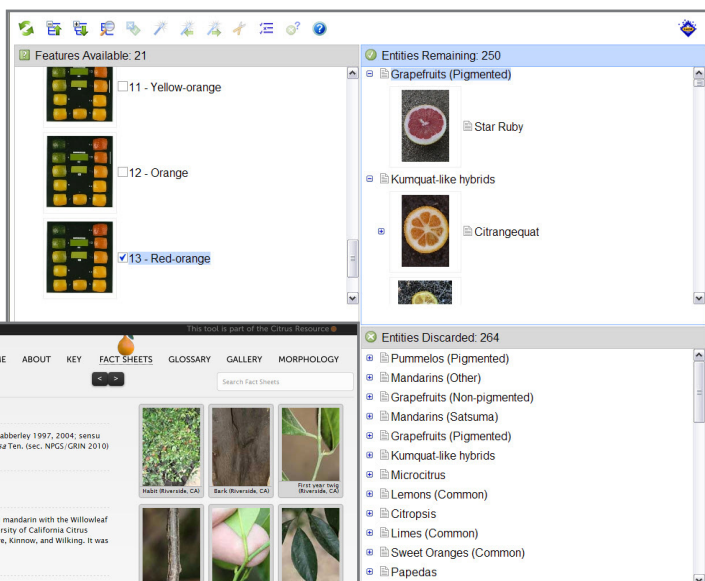 Features Available: 21
11 - Yellow-orange
12 - Orange
13 - Red-orange
Entities Remaining: 250
Grapefruits (Pigmented)
Star Ruby
Kumquat-like hybrids
Citrangequat
This tool is part of the Citrus Resource
ME ABOUT KEY FACT SHEETS GLOSSARY GALLERY MORPHOLOGY
< >
Search Fact Sheets
abberley 1997, 2004; sensu
Ten. (sec. NPGS/GRIN 2010)
Habit (Riverside, CA)
Bark (Riverside, CA)
First year twig
(Riverside, CA)
mandarin with the Willowleaf
rsity of California Citrus
e, Kinnow, and Wilking. It was
Entities Discarded: 264
Pummelos (Pigmented)
Mandarins (Other)
Grapefruits (Non-pigmented)
Mandarins (Satsuma)
Grapefruits (Pigmented)
Kumquat-like hybrids
Microcitrus
Lemons (Common)
Citropsis
Limes (Common)
Sweet Oranges (Common)
Papedas